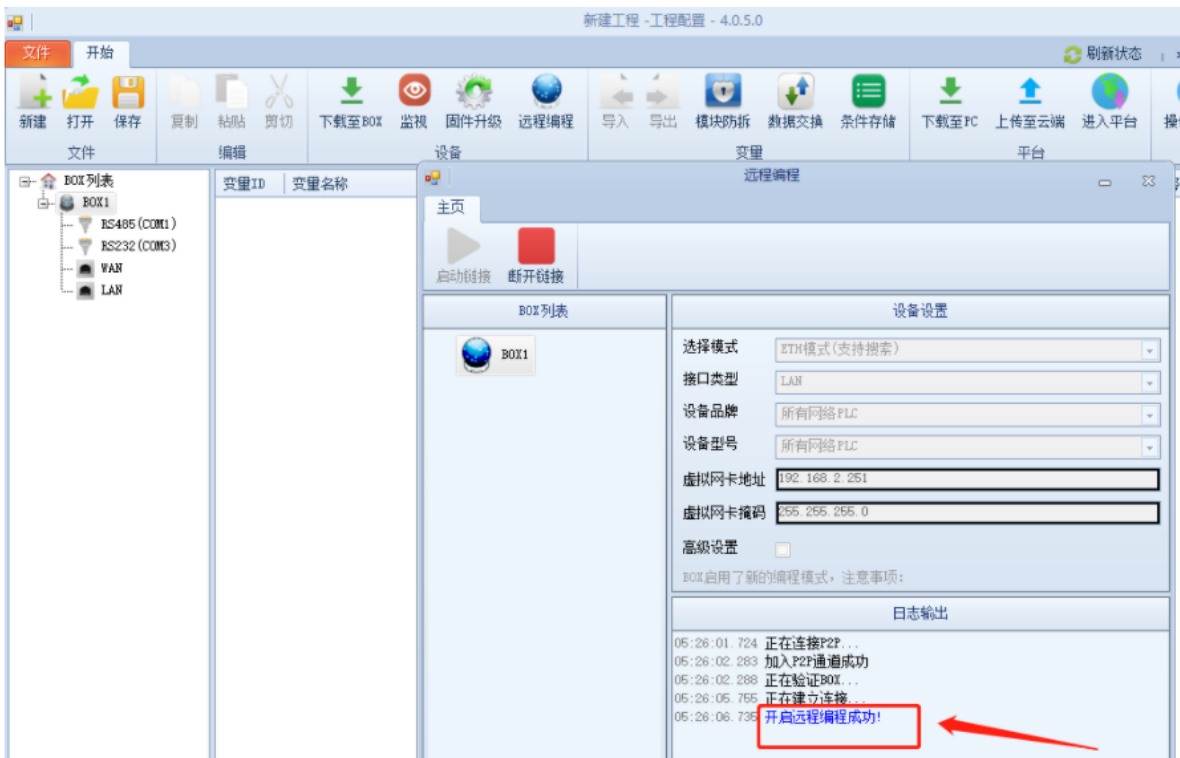 新建工程 -工程配置 - 4.0.5.0
文件 开始 刷新状态
新建 打开 保存 复制 粘贴 剪切 下载至BOX 监视 固件升级 远程编程 导入 导出 模块防拆 数据交换 条件存储 下载至PC 上传至云端 进入平台
文件 编辑 设备 变量 平台
BOX列表
BOX1
RS485(COM1)
RS232(COM3)
WAN
LAN
变量ID 变量名称
远程编程
主页
启动链接 断开链接
BOX列表
BOX1
设备设置
选择模式 ETH模式(支持搜索)
接口类型 LAN
设备品牌 所有网络PLC
设备型号 所有网络PLC
虚拟网卡地址 192.168.2.251
虚拟网卡掩码 255.255.255.0
高级设置
BOX启用了新的编程模式，注意事项:
日志输出
05:26:01.724 正在连接P2P...
05:26:02.283 加入P2P通道成功
05:26:02.288 正在验证BOX...
05:26:05.755 正在建立连接...
05:26:06.735 开启远程编程成功!